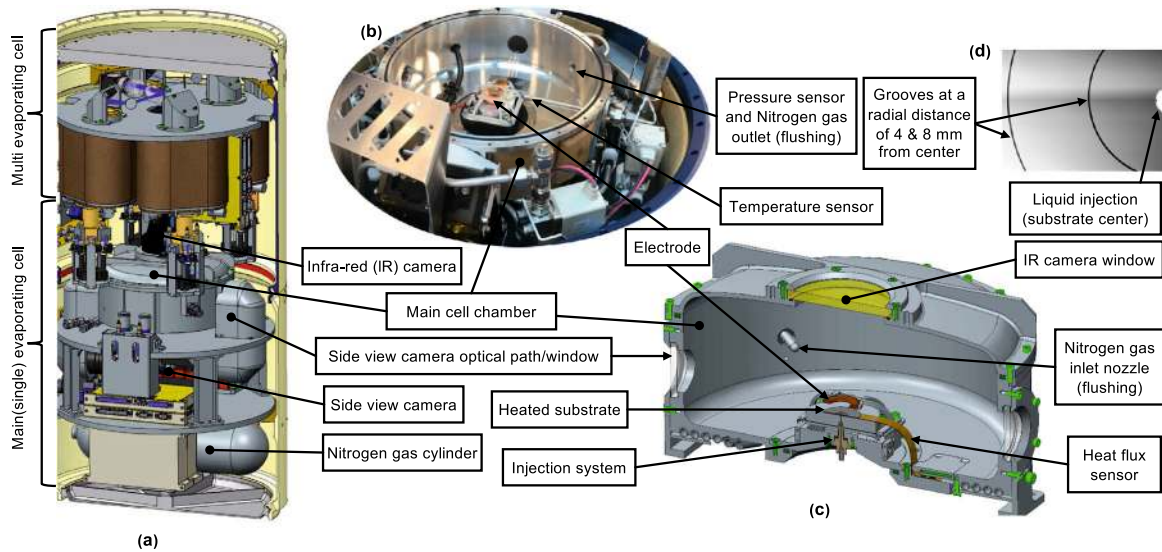 Multi evaporating cell
Main(single) evaporating cell
(a)
Infra-red (IR) camera
Main cell chamber
Side view camera optical path/window
Side view camera
Nitrogen gas cylinder
(b)
Pressure sensor
and Nitrogen gas
outlet (flushing)
Temperature sensor
Electrode
(d)
Grooves at a
radial distance
of 4 & 8 mm
from center
Liquid injection
(substrate center)
IR camera window
Nitrogen gas
inlet nozzle
(flushing)
Heated substrate
Injection system
Heat flux
sensor
(c)